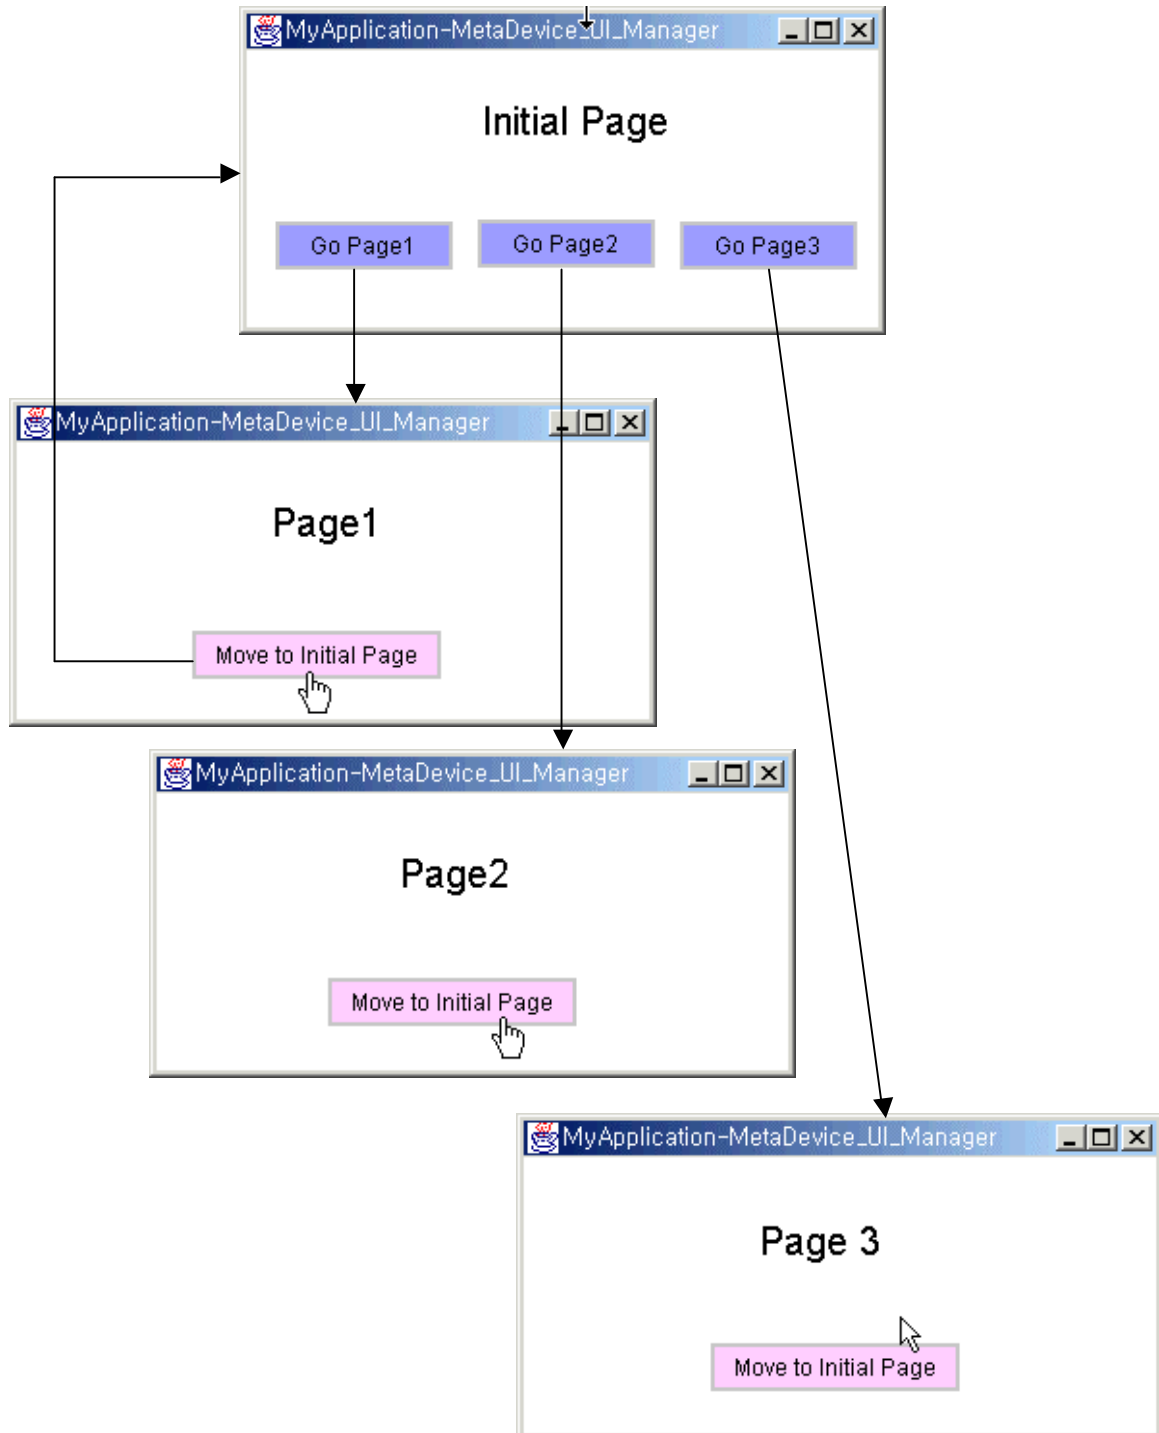 MyApplication-MetaDevice_UI_Manager
Initial Page
Go Page1 Go Page2 Go Page3
MyApplication-MetaDevice_UI_Manager
Page1
Move to Initial Page
MyApplication-MetaDevice_UI_Manager
Page2
Move to Initial Page
MyApplication-MetaDevice_UI_Manager
Page 3
Move to Initial Page